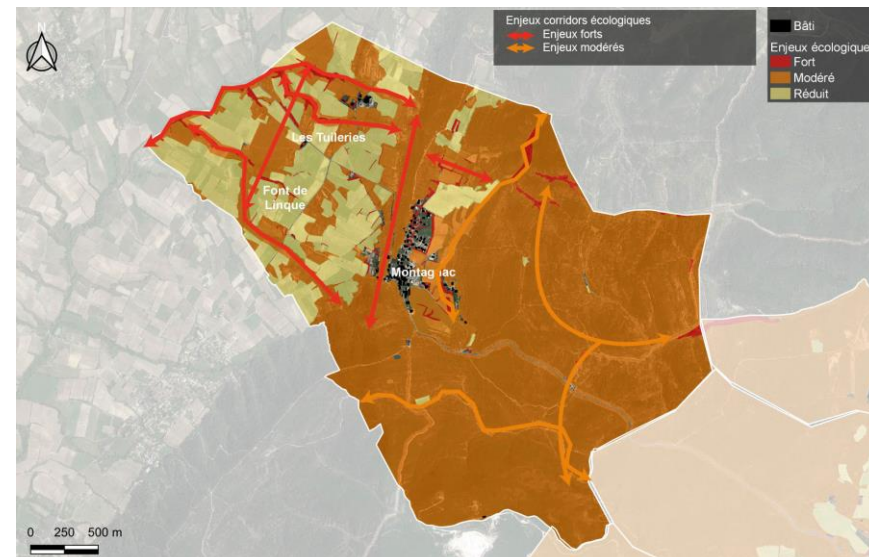 N
Enjeux corridors écologiques
Enjeux forts
Enjeux modérés
Bâti
Enjeux écologique
Fort
Modéré
Réduit
Les Tuileries
Font de
Linque
Montagnac
0 250 500 m